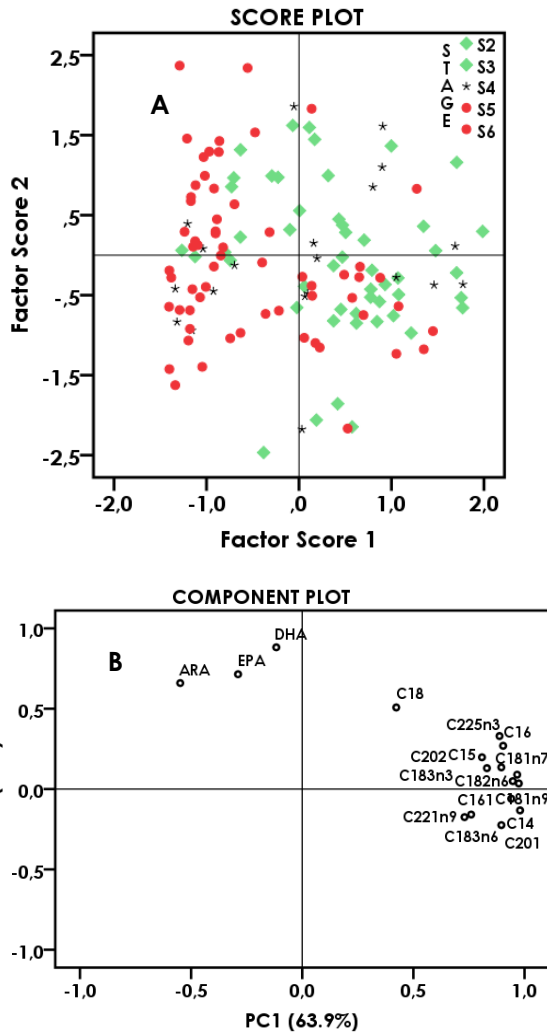 SCORE PLOT
STAGE
S2
S3
S4
S5
S6
A
2,5
1,5
,5
-,5
-1,5
-2,5
Factor Score 2
-2,0
-1,0
,0
1,0
2,0
Factor Score 1
COMPONENT PLOT
B
DHA
EPA
ARA
C18
C225n3
C16
C202
C15
C181n7
C183n3
C182n6
C161
C181n9
C221n9
C14
C183n6
C201
1,0
0,5
0,0
-0,5
-1,0
-1,0
-0,5
0,0
0,5
1,0
PC1 (63.9%)